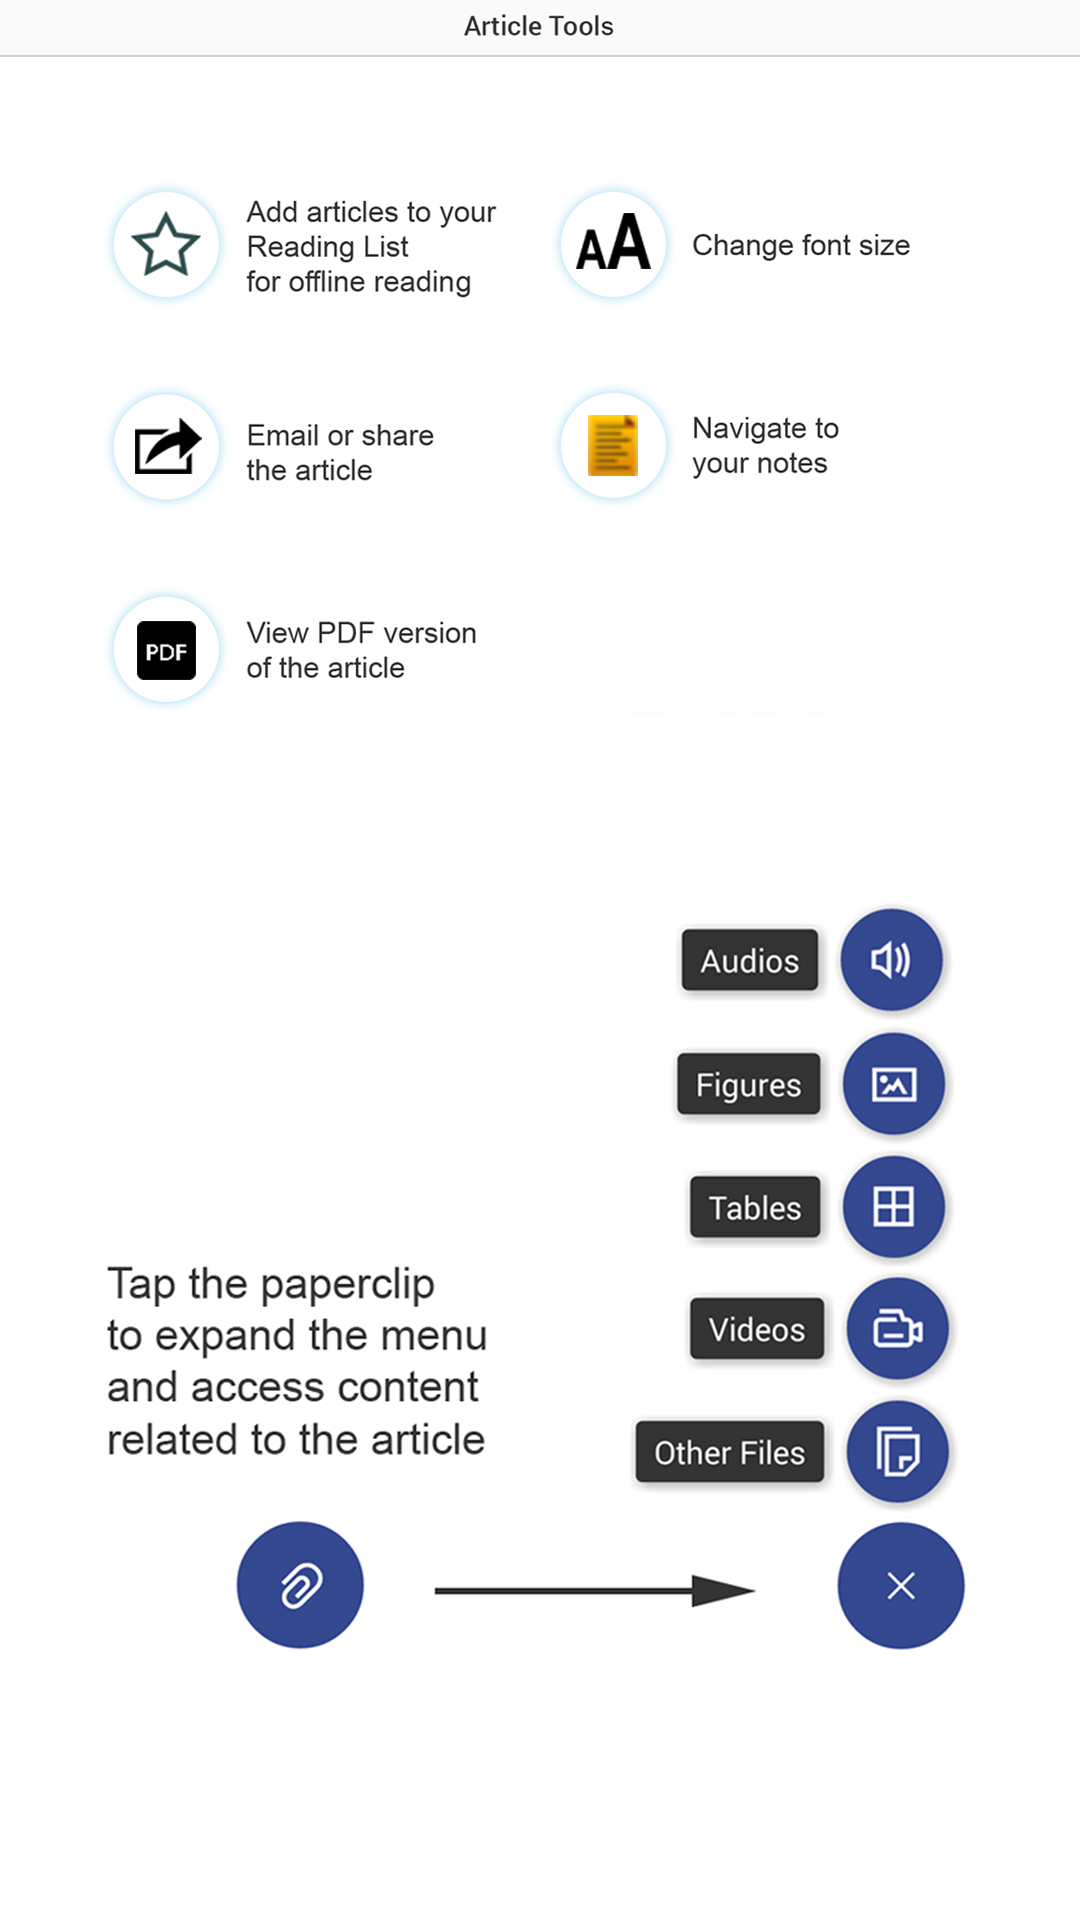 Article Tools
Add articles to your
Reading List
for offline reading
AA
Change font size
Email or share
the article
Navigate to
your notes
PDF
View PDF version
of the article
Audios
Figures
Tables
Videos
Other Files
Tap the paperclip
to expand the menu
and access content
related to the article